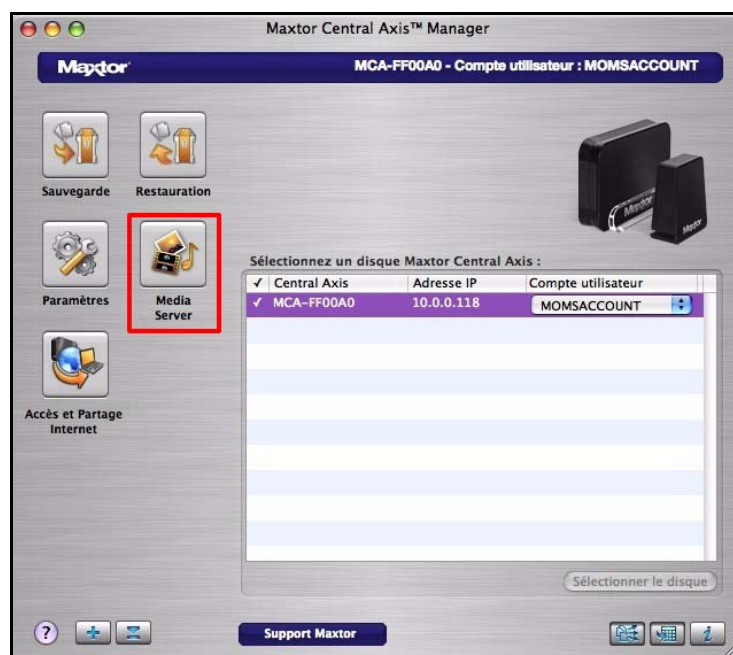 Maxtor Central Axis™ Manager
Maxtor
MCA-FF00A0 - Compte utilisateur : MOMSACCOUNT
Sauvegarde
Restauration
Paramètres
Media
Server
Accès et Partage
Internet
Maxtor
Maxtor
Sélectionnez un disque Maxtor Central Axis :
✓ Central Axis Adresse IP Compte utilisateur
✓ MCA-FF00A0 10.0.0.118 MOMSACCOUNT
Sélectionner le disque
?
Support Maxtor
i